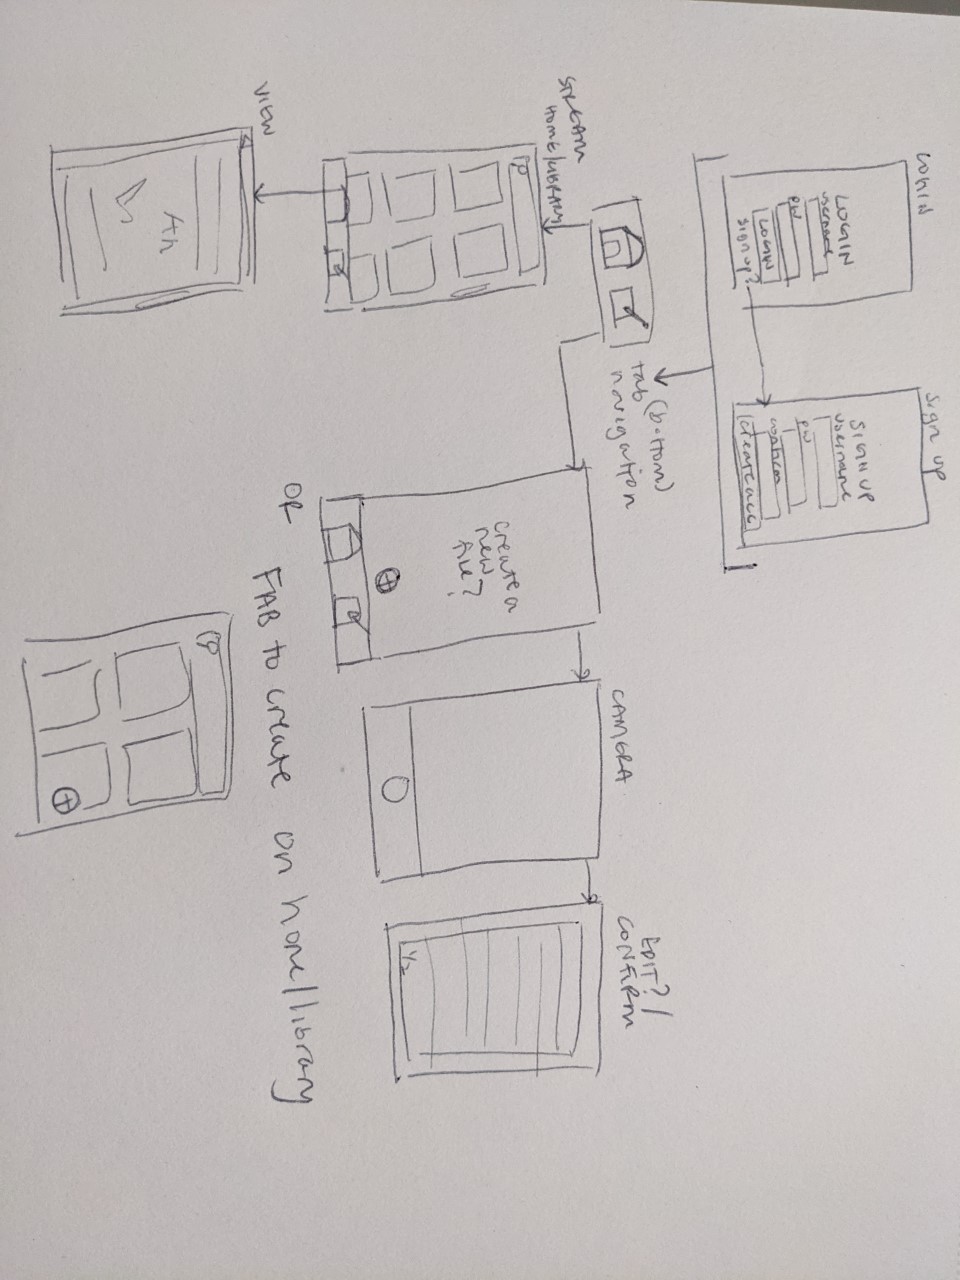 LOGIN
Sign up
LOGIN
username
pw
LOGIN
sign up?
SIGN UP
username
pw
confirm
create acc
tab (bottom)
navigation
STREAM
HOME/LIBRARY
create a
new
file?
CAMERA
EDIT?/
CONFIRM
1/2
VIEW
OR
FAB to create on home/library